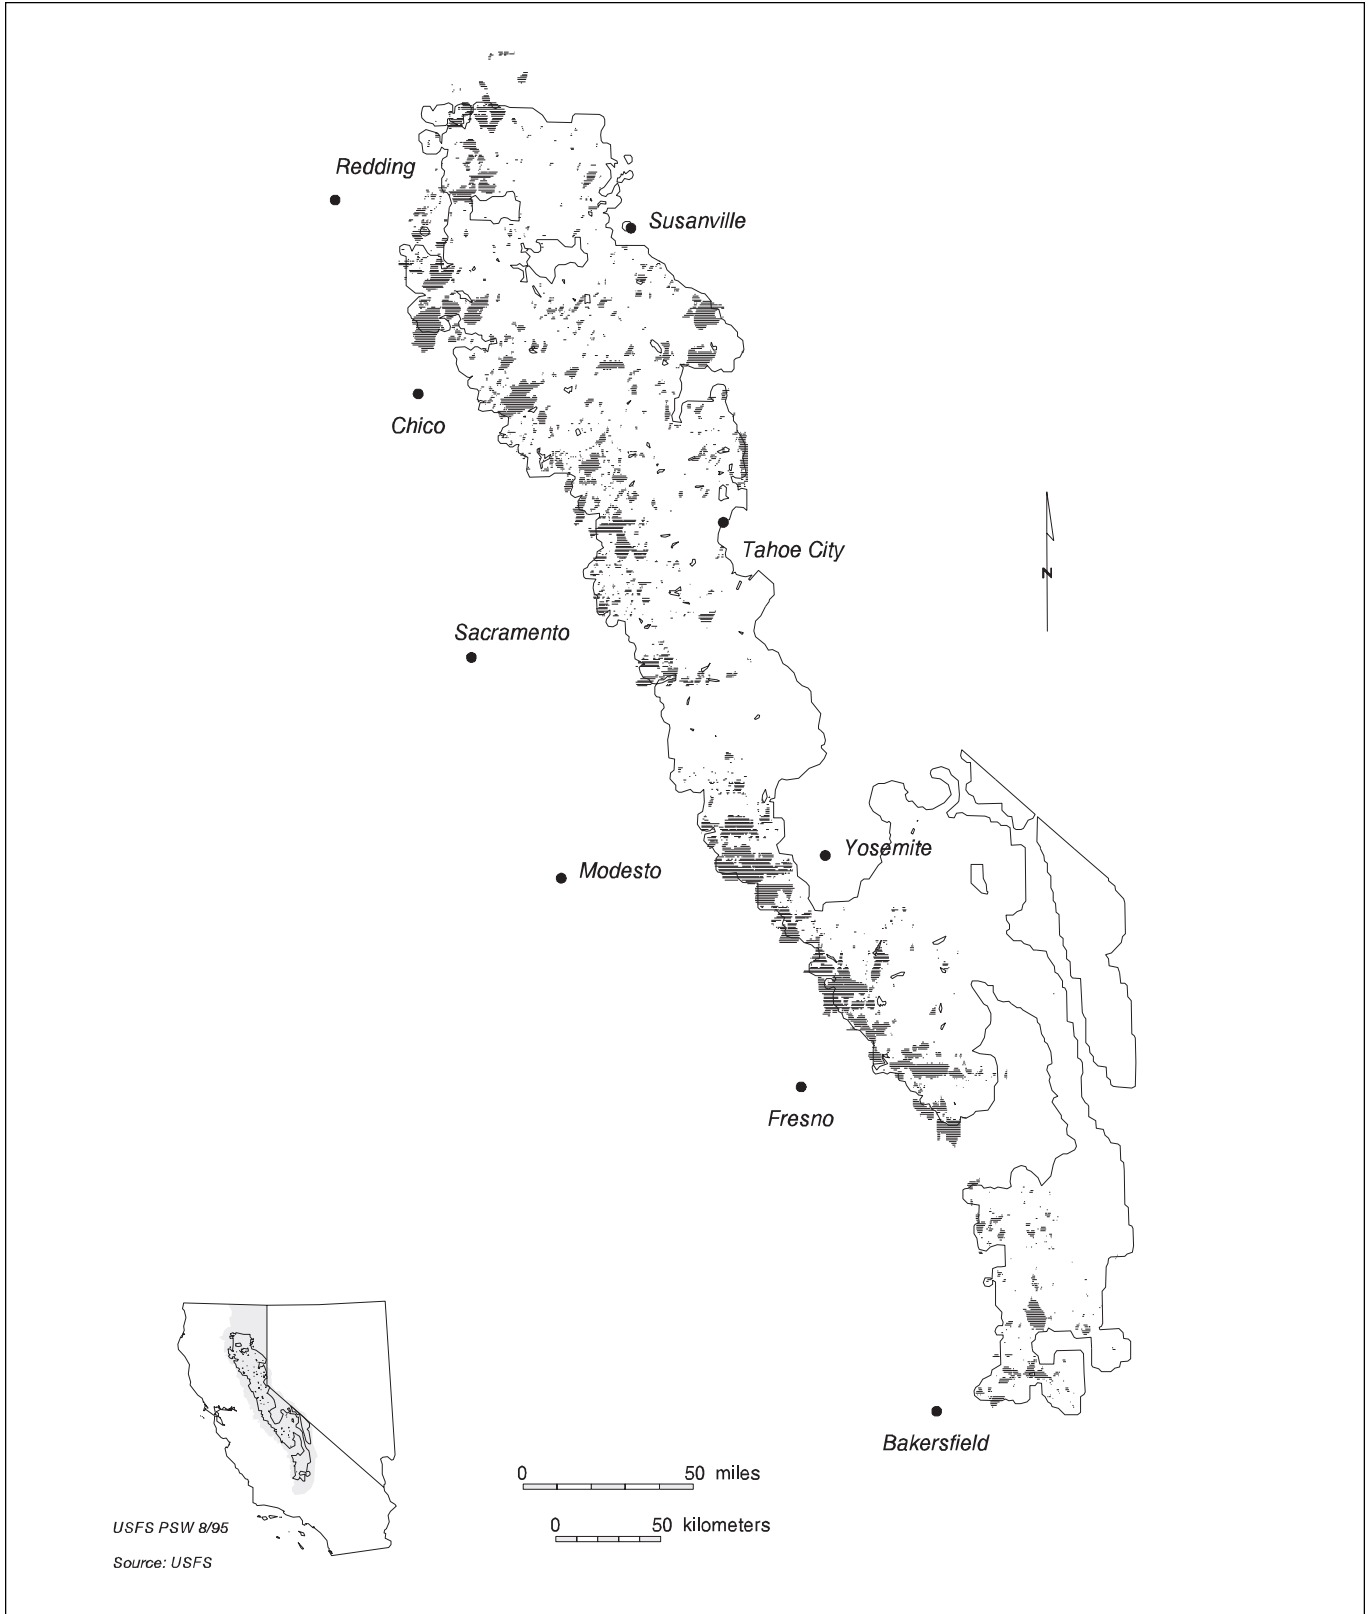 Redding
Susanville
Chico
Tahoe City
N
Sacramento
Yosemite
Modesto
Fresno
Bakersfield
0 50 miles
0 50 kilometers
USFS PSW 8/95
Source: USFS